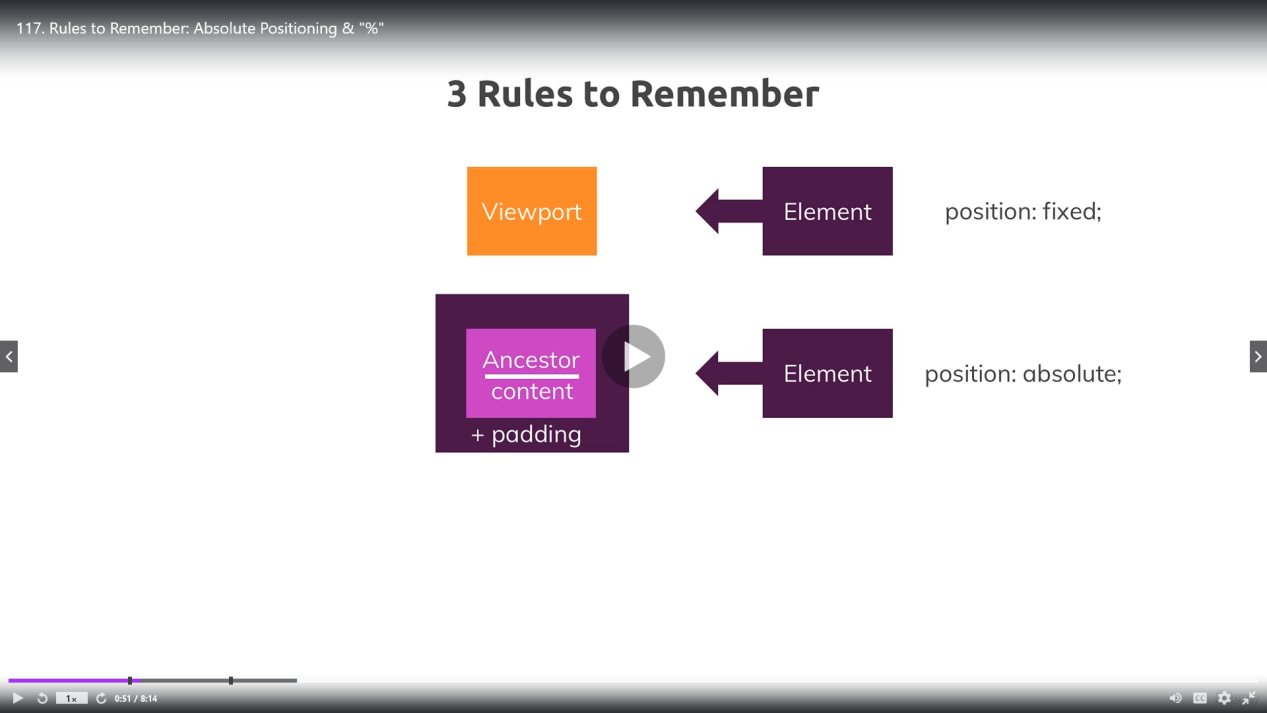 117. Rules to Remember: Absolute Positioning & "%"
3 Rules to Remember
Viewport
Element
position: fixed;
Ancestor
content
+ padding
Element
position: absolute;
1x
0:51 / 8:14
CC